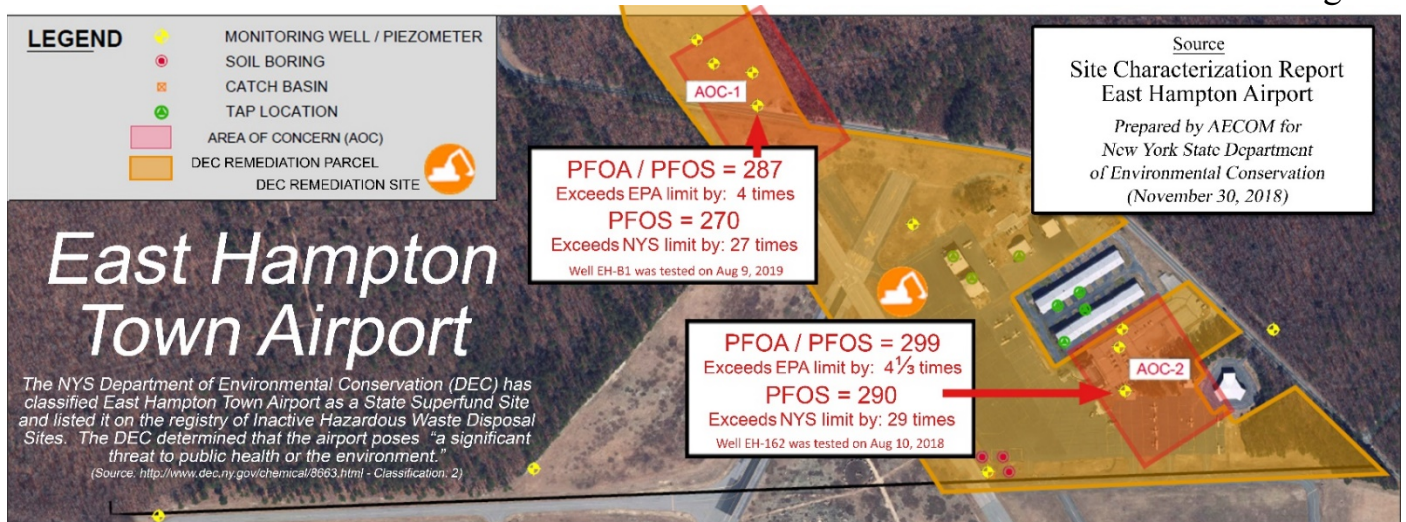 LEGEND
MONITORING WELL / PIEZOMETER
SOIL BORING
CATCH BASIN
TAP LOCATION
AREA OF CONCERN (AOC)
DEC REMEDIATION PARCEL
DEC REMEDIATION SITE
AOC-1
Source
Site Characterization Report
East Hampton Airport
Prepared by AECOM for
New York State Department
of Environmental Conservation
(November 30, 2018)
PFOA / PFOS = 287
Exceeds EPA limit by: 4 times
PFOS = 270
Exceeds NYS limit by: 27 times
Well EH-B1 was tested on Aug 9, 2019
East Hampton
Town Airport
The NYS Department of Environmental Conservation (DEC) has
classified East Hampton Town Airport as a State Superfund Site
and listed it on the registry of Inactive Hazardous Waste Disposal
Sites. The DEC determined that the airport poses "a significant
threat to public health or the environment."
(Source: http://www.dec.ny.gov/chemical/8663.html - Classification: 2)
PFOA / PFOS = 299
Exceeds EPA limit by: 4⅓ times
PFOS = 290
Exceeds NYS limit by: 29 times
Well EH-162 was tested on Aug 10, 2018
AOC-2